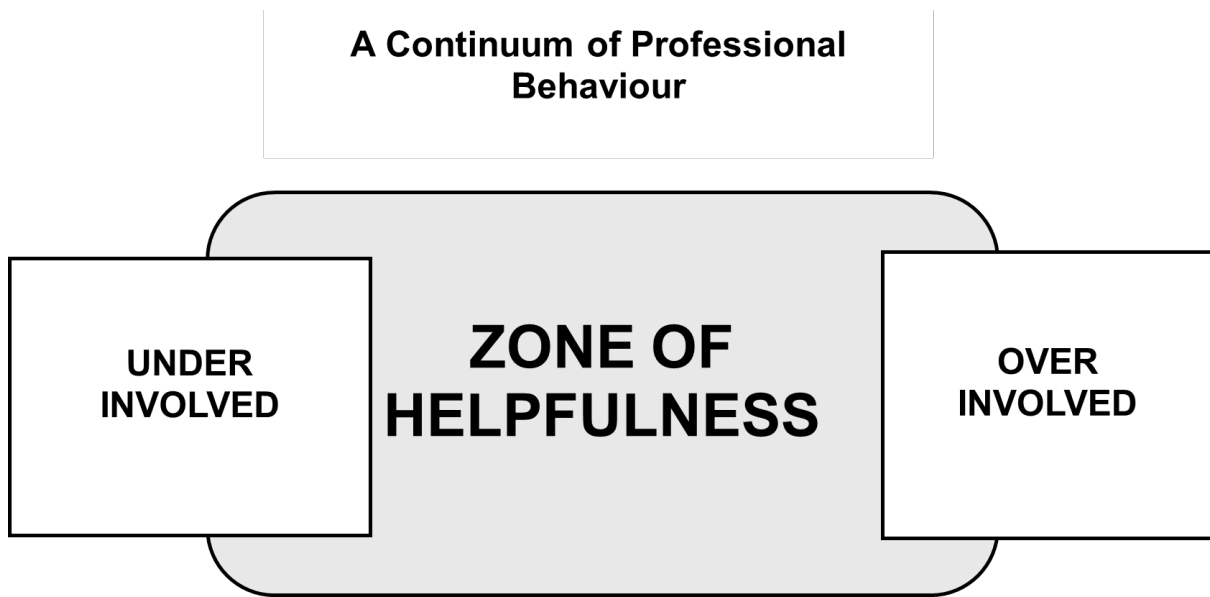 A Continuum of Professional
Behaviour
UNDER
INVOLVED
ZONE OF
HELPFULNESS
OVER
INVOLVED